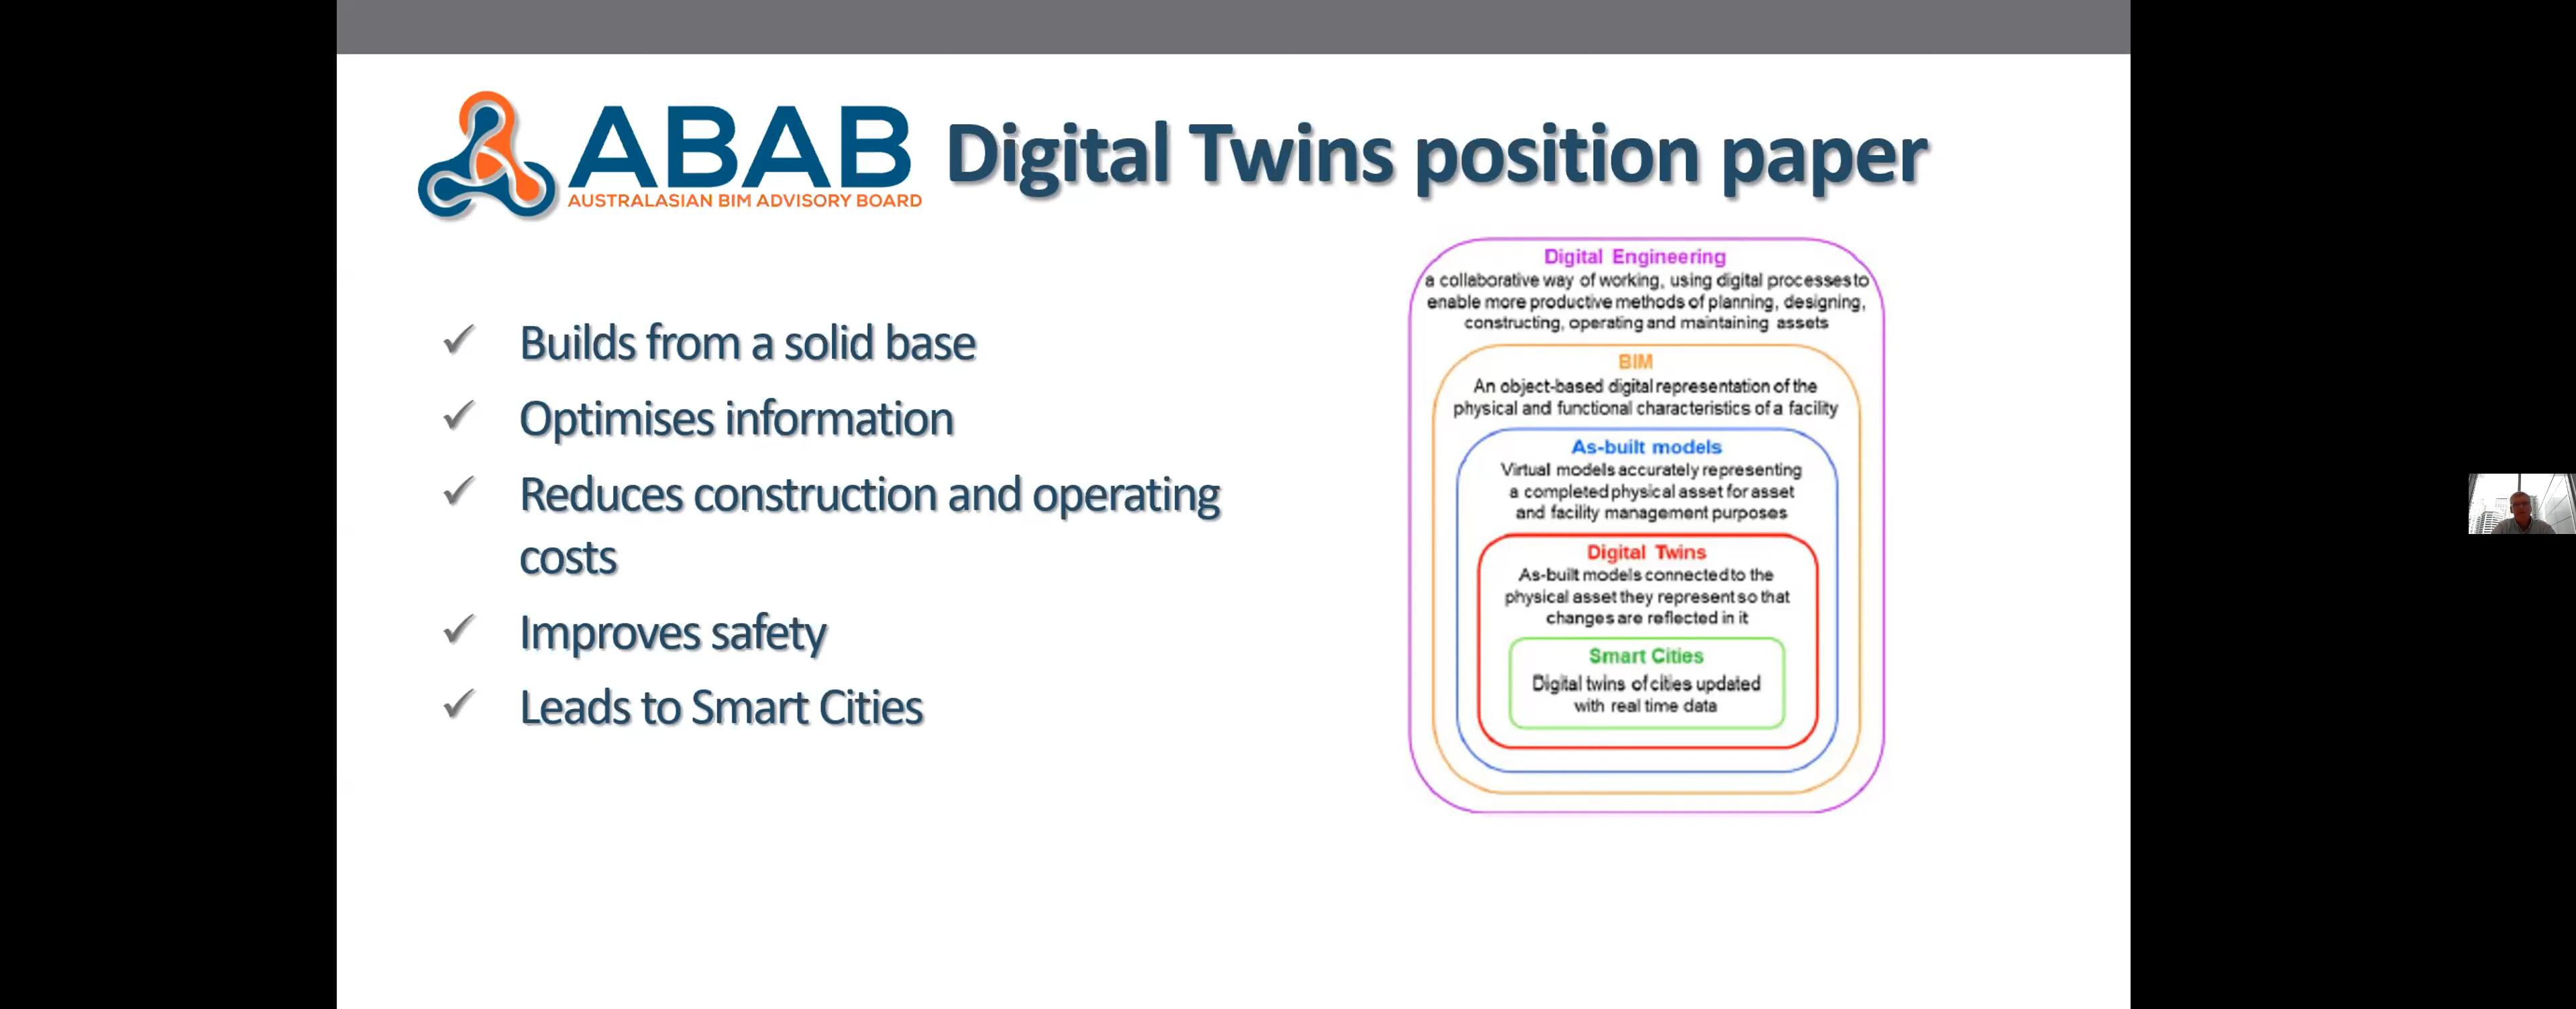 ABAB
AUSTRALASIAN BIM ADVISORY BOARD
Digital Twins position paper
✓ Builds from a solid base
✓ Optimises information
✓ Reduces construction and operating
costs
✓ Improves safety
✓ Leads to Smart Cities
Digital Engineering
a collaborative way of working, using digital processes to
enable more productive methods of planning, designing,
constructing, operating and maintaining assets
BIM
An object-based digital representation of the
physical and functional characteristics of a facility
As-built models
Virtual models accurately representing
a completed physical asset for asset
and facility management purposes
Digital Twins
As-built models connected to the
physical asset they represent so that
changes are reflected in it
Smart Cities
Digital twins of cities updated
with real time data